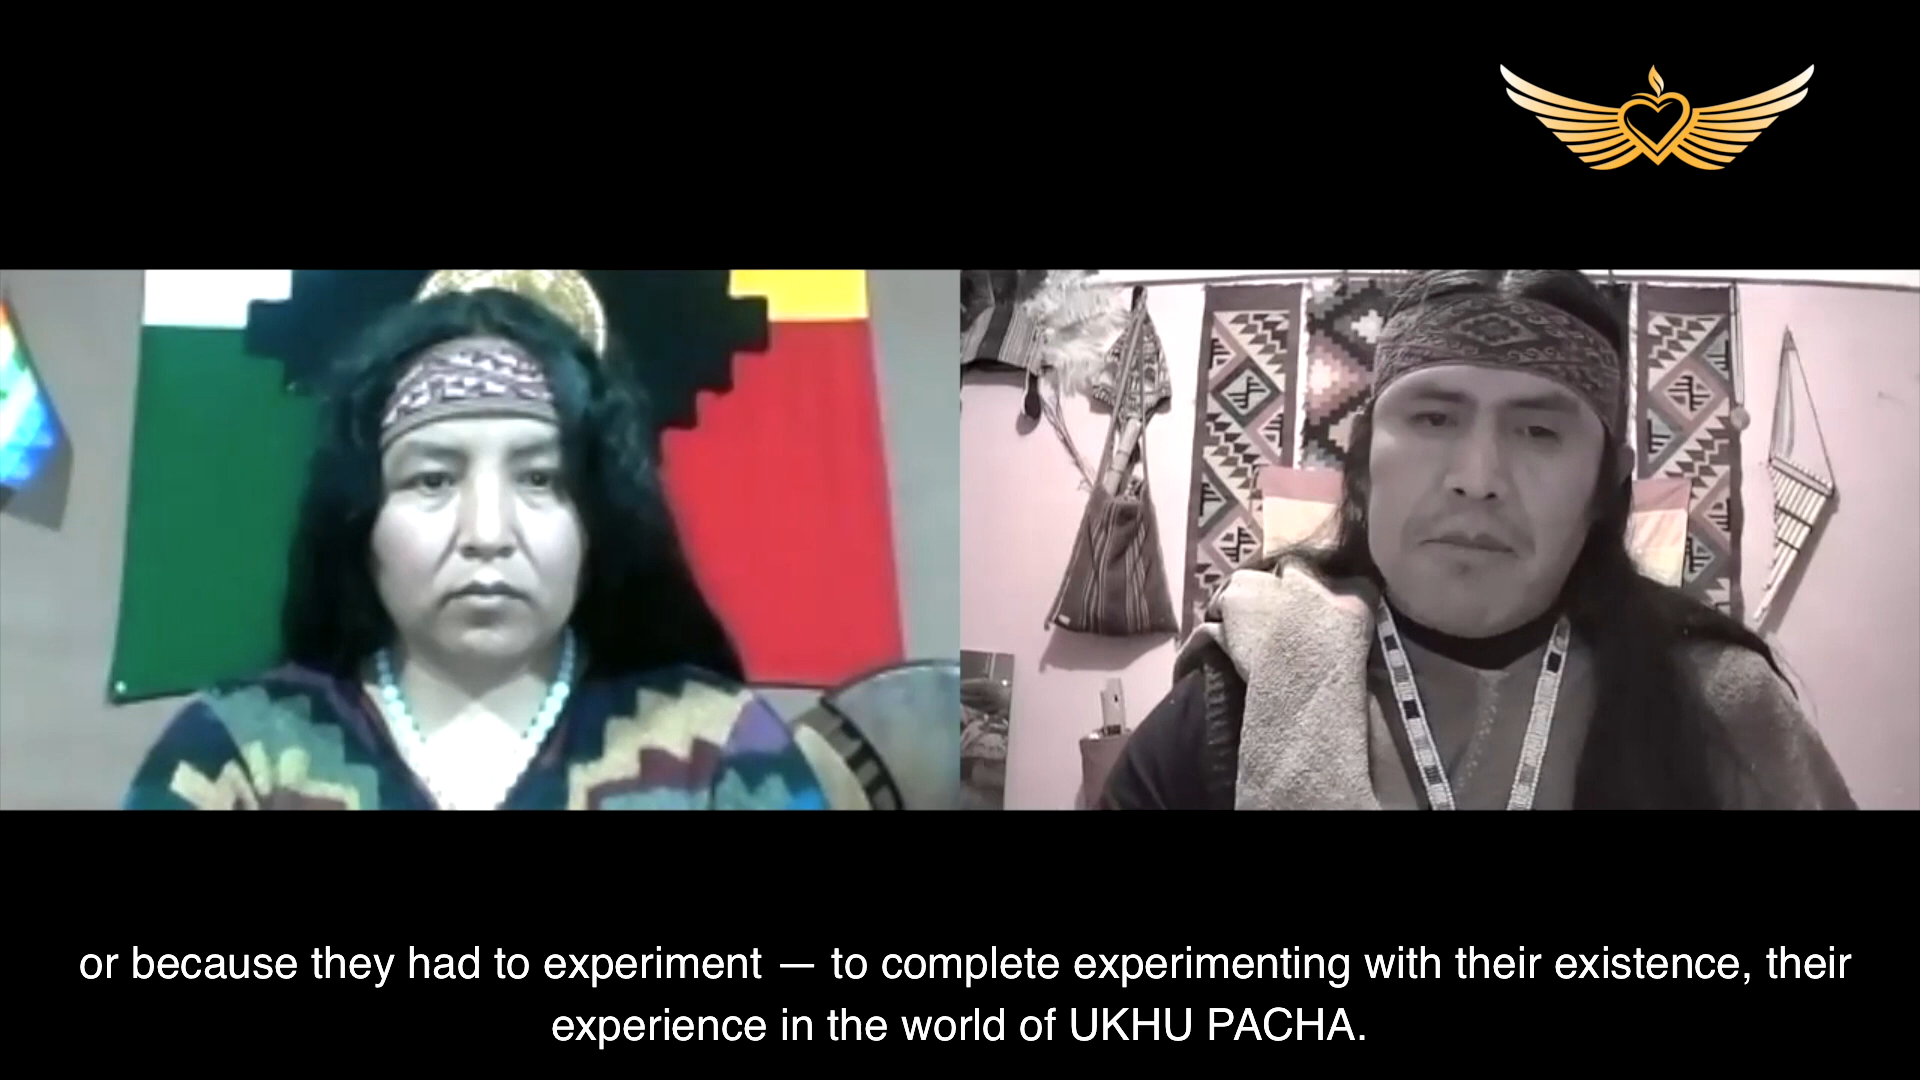 or because they had to experiment — to complete experimenting with their existence, their
experience in the world of UKHU PACHA.